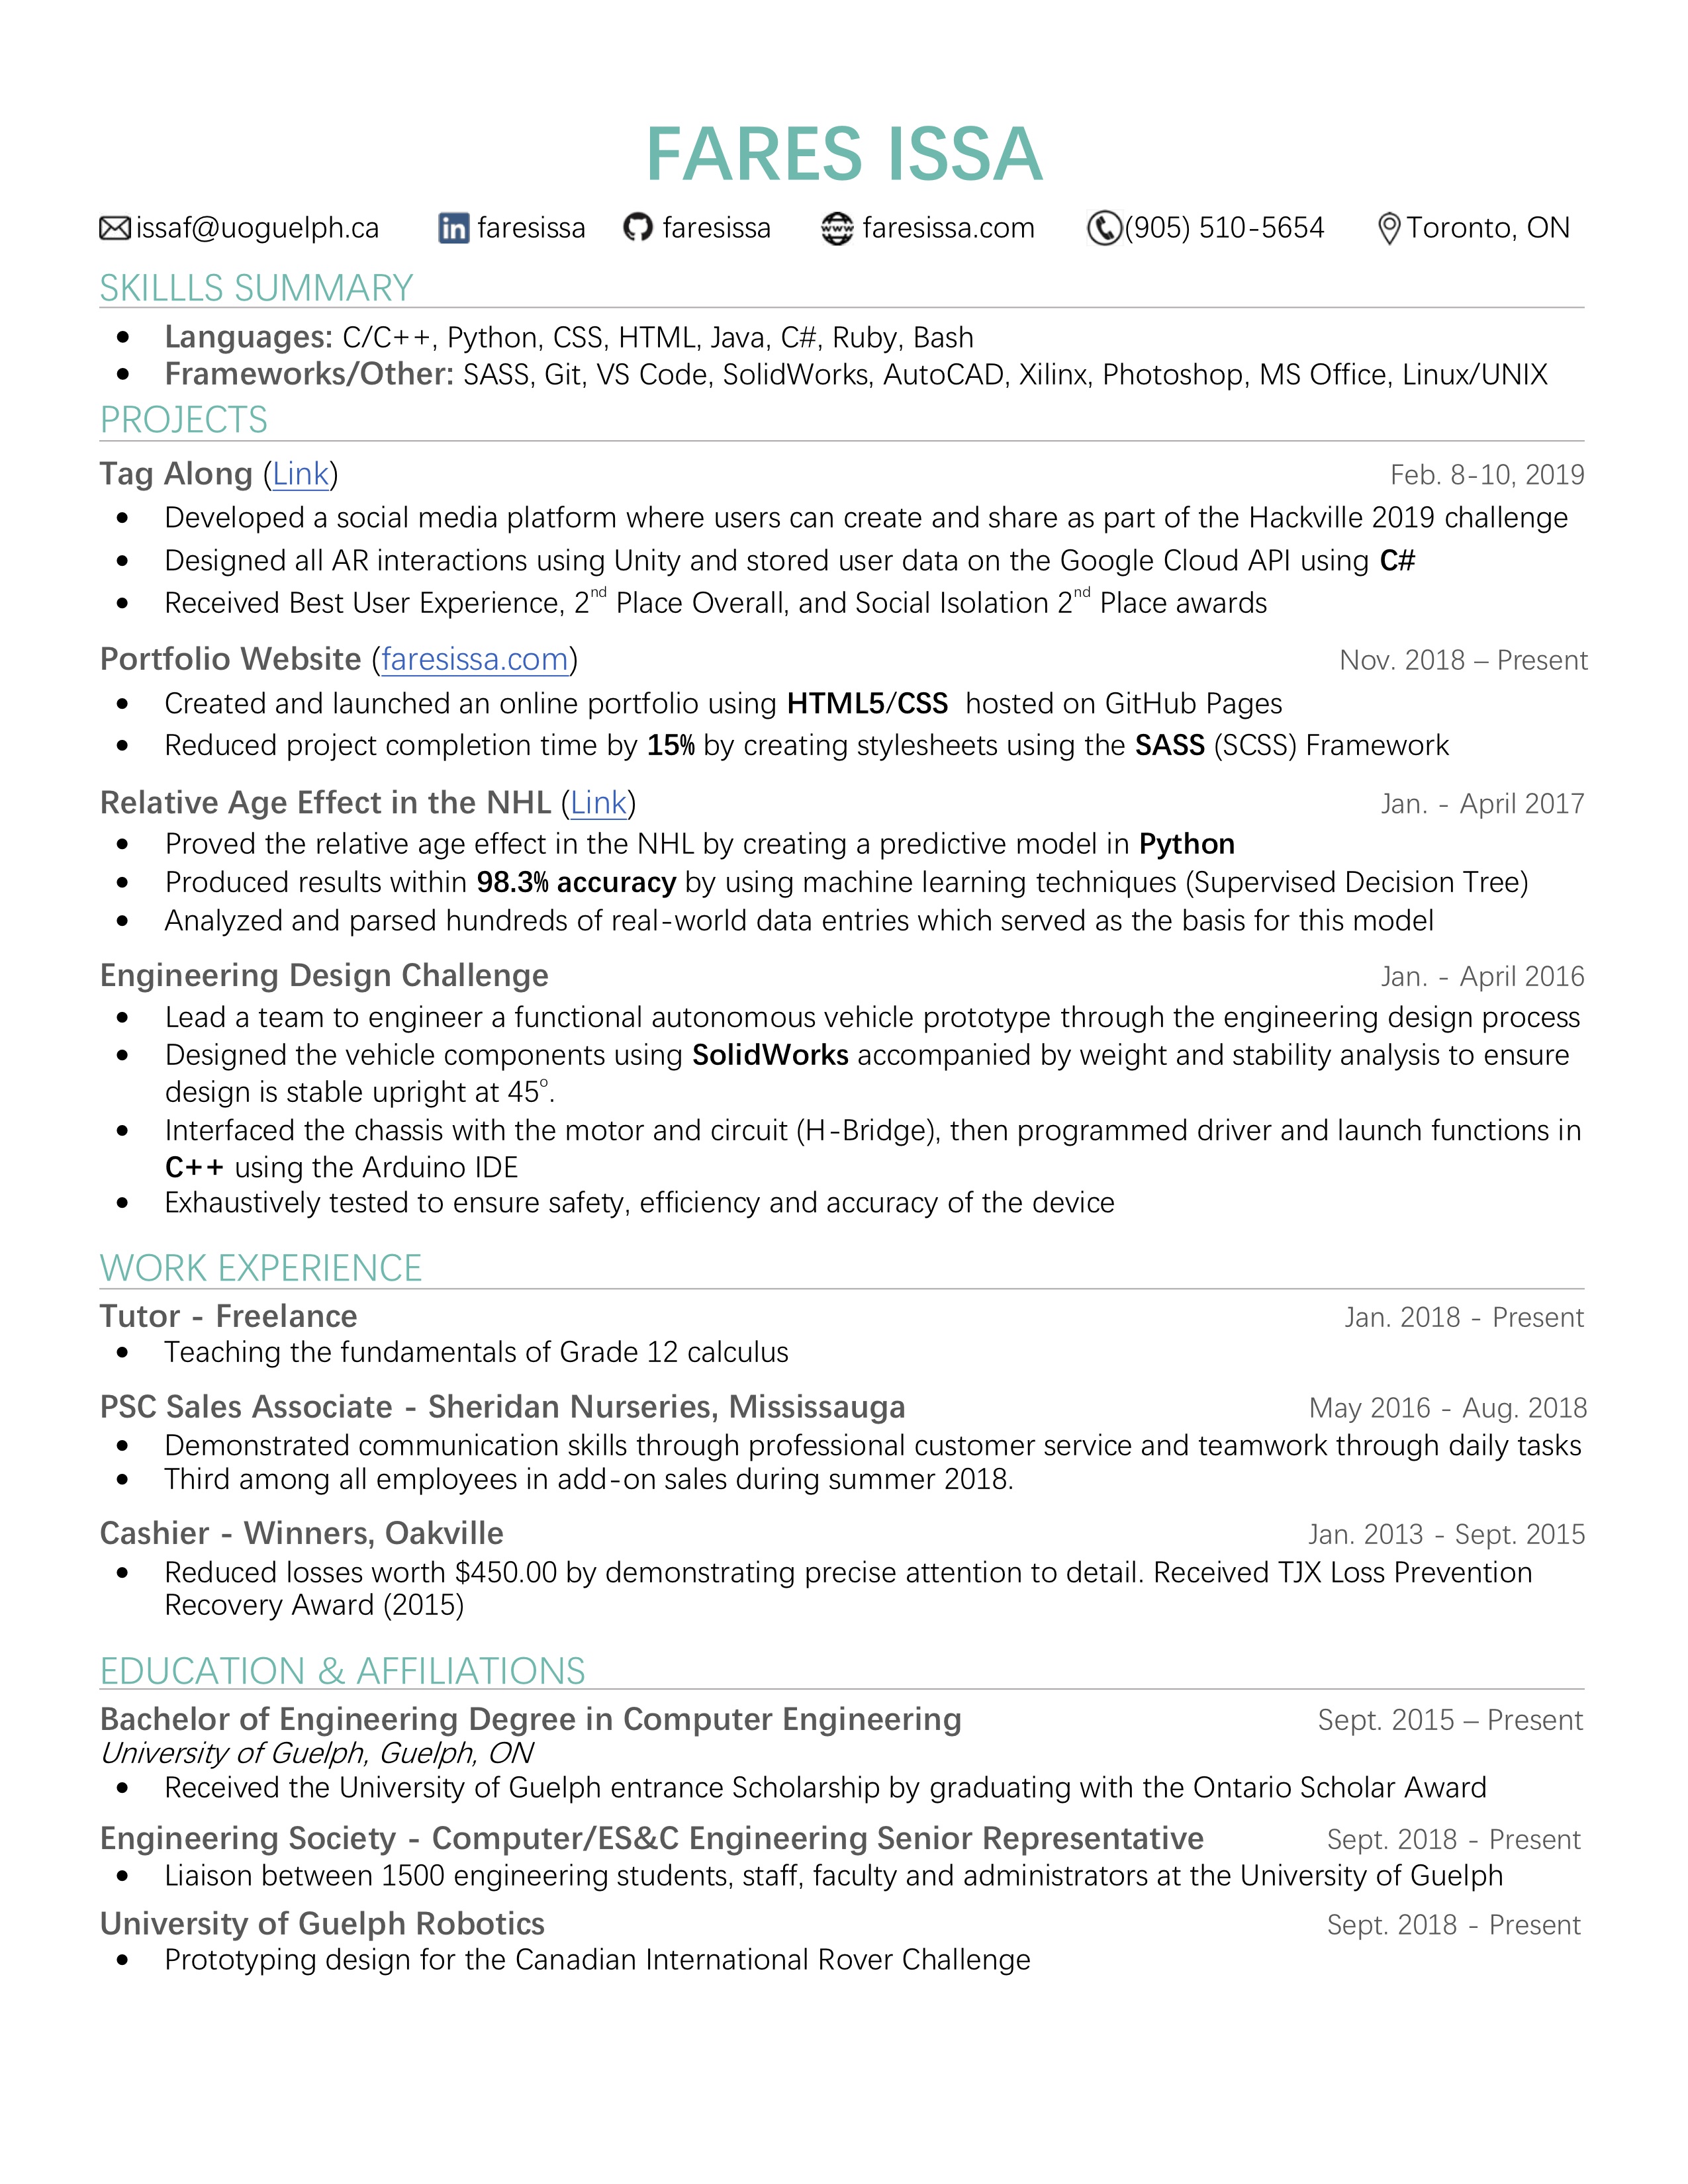 FARES ISSA
issaf@uoguelph.ca faresissa faresissa faresissa.com (905) 510-5654 Toronto, ON
SKILLLS SUMMARY
• Languages: C/C++, Python, CSS, HTML, Java, C#, Ruby, Bash
• Frameworks/Other: SASS, Git, VS Code, SolidWorks, AutoCAD, Xilinx, Photoshop, MS Office, Linux/UNIX
PROJECTS
Tag Along (Link) Feb. 8-10, 2019
• Developed a social media platform where users can create and share as part of the Hackville 2019 challenge
• Designed all AR interactions using Unity and stored user data on the Google Cloud API using C#
• Received Best User Experience, 2nd Place Overall, and Social Isolation 2nd Place awards
Portfolio Website (faresissa.com) Nov. 2018 – Present
• Created and launched an online portfolio using HTML5/CSS hosted on GitHub Pages
• Reduced project completion time by 15% by creating stylesheets using the SASS (SCSS) Framework
Relative Age Effect in the NHL (Link) Jan. - April 2017
• Proved the relative age effect in the NHL by creating a predictive model in Python
• Produced results within 98.3% accuracy by using machine learning techniques (Supervised Decision Tree)
• Analyzed and parsed hundreds of real-world data entries which served as the basis for this model
Engineering Design Challenge Jan. - April 2016
• Lead a team to engineer a functional autonomous vehicle prototype through the engineering design process
• Designed the vehicle components using SolidWorks accompanied by weight and stability analysis to ensure
design is stable upright at 45°.
• Interfaced the chassis with the motor and circuit (H-Bridge), then programmed driver and launch functions in
C++ using the Arduino IDE
• Exhaustively tested to ensure safety, efficiency and accuracy of the device
WORK EXPERIENCE
Tutor - Freelance Jan. 2018 - Present
• Teaching the fundamentals of Grade 12 calculus
PSC Sales Associate - Sheridan Nurseries, Mississauga May 2016 - Aug. 2018
• Demonstrated communication skills through professional customer service and teamwork through daily tasks
• Third among all employees in add-on sales during summer 2018.
Cashier - Winners, Oakville Jan. 2013 - Sept. 2015
• Reduced losses worth $450.00 by demonstrating precise attention to detail. Received TJX Loss Prevention
Recovery Award (2015)
EDUCATION & AFFILIATIONS
Bachelor of Engineering Degree in Computer Engineering Sept. 2015 – Present
University of Guelph, Guelph, ON
• Received the University of Guelph entrance Scholarship by graduating with the Ontario Scholar Award
Engineering Society - Computer/ES&C Engineering Senior Representative Sept. 2018 - Present
• Liaison between 1500 engineering students, staff, faculty and administrators at the University of Guelph
University of Guelph Robotics Sept. 2018 - Present
• Prototyping design for the Canadian International Rover Challenge